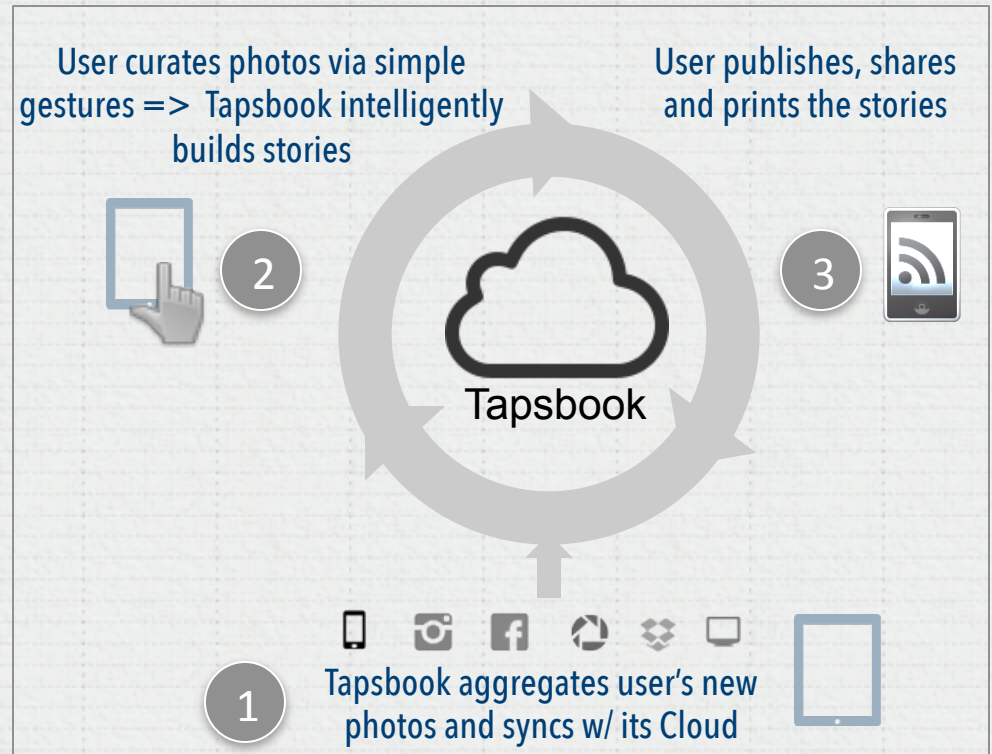 User curates photos via simple
gestures => Tapsbook intelligently
builds stories
User publishes, shares
and prints the stories
2
3
Tapsbook
1
Tapsbook aggregates user's new
photos and syncs w/ its Cloud